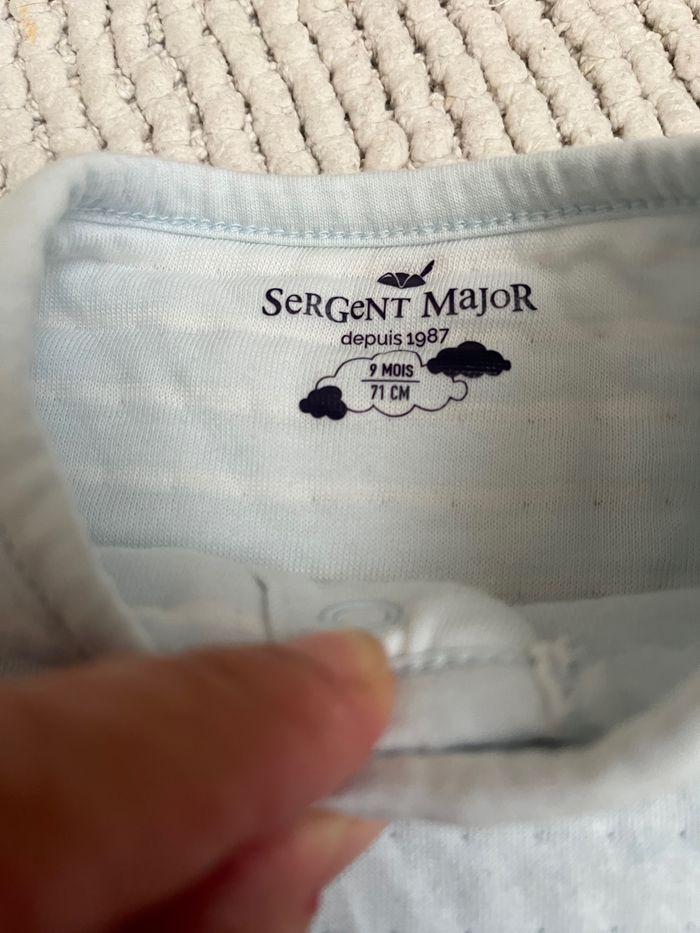 SeRGeNT MajoR
depuis 1987
9 MOIS
71 CM